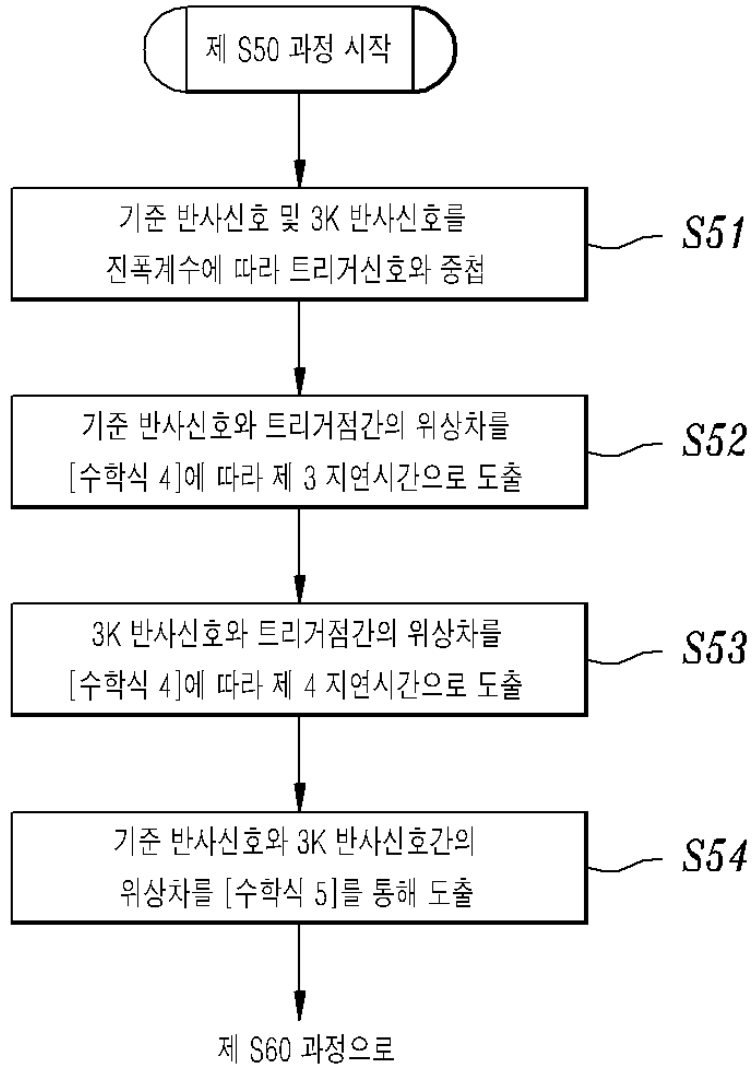 제 S50 과정 시작
기준 반사신호 및 3K 반사신호를
진폭계수에 따라 트리거신호와 중첩
S51
기준 반사신호와 트리거점간의 위상차를
[수학식 4]에 따라 제 3 지연시간으로 도출
S52
3K 반사신호와 트리거점간의 위상차를
[수학식 4]에 따라 제 4 지연시간으로 도출
S53
기준 반사신호와 3K 반사신호간의
위상차를 [수학식 5]를 통해 도출
S54
제 S60 과정으로